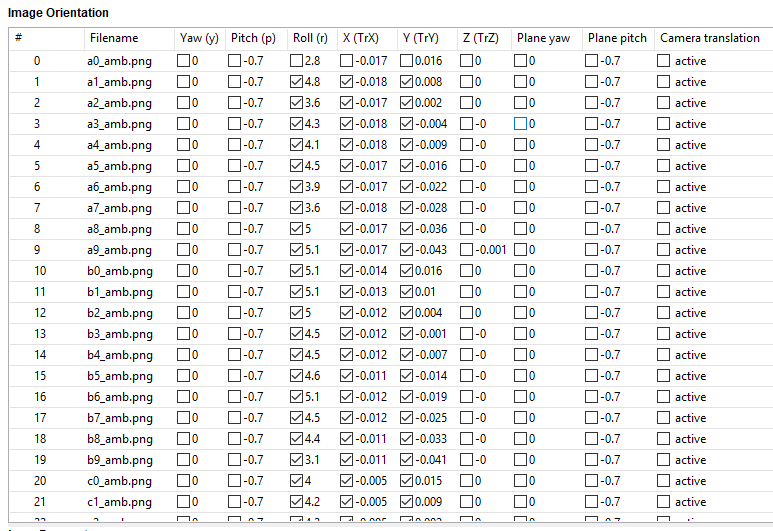 Image Orientation
# Filename Yaw (y) Pitch (p) Roll (r) X (TrX) Y (TrY) Z (TrZ) Plane yaw Plane pitch Camera translation
0 a0_amb.png 0 -0.7 2.8 -0.017 0.016 0 0 -0.7 active
1 a1_amb.png 0 -0.7 4.8 -0.018 0.008 0 0 -0.7 active
2 a2_amb.png 0 -0.7 3.6 -0.017 0.002 0 0 -0.7 active
3 a3_amb.png 0 -0.7 4.3 -0.018 -0.004 -0 0 -0.7 active
4 a4_amb.png 0 -0.7 4.1 -0.018 -0.009 -0 0 -0.7 active
5 a5_amb.png 0 -0.7 4.5 -0.017 -0.016 -0 0 -0.7 active
6 a6_amb.png 0 -0.7 3.9 -0.017 -0.022 -0 0 -0.7 active
7 a7_amb.png 0 -0.7 3.6 -0.018 -0.028 -0 0 -0.7 active
8 a8_amb.png 0 -0.7 5 -0.017 -0.036 -0 0 -0.7 active
9 a9_amb.png 0 -0.7 5.1 -0.017 -0.043 -0.001 0 -0.7 active
10 b0_amb.png 0 -0.7 5.1 -0.014 0.016 0 0 -0.7 active
11 b1_amb.png 0 -0.7 5.1 -0.013 0.01 0 0 -0.7 active
12 b2_amb.png 0 -0.7 5 -0.012 0.004 0 0 -0.7 active
13 b3_amb.png 0 -0.7 4.5 -0.012 -0.001 -0 0 -0.7 active
14 b4_amb.png 0 -0.7 4.5 -0.012 -0.007 -0 0 -0.7 active
15 b5_amb.png 0 -0.7 4.6 -0.011 -0.014 -0 0 -0.7 active
16 b6_amb.png 0 -0.7 5.1 -0.012 -0.019 -0 0 -0.7 active
17 b7_amb.png 0 -0.7 4.5 -0.012 -0.025 -0 0 -0.7 active
18 b8_amb.png 0 -0.7 4.4 -0.011 -0.033 -0 0 -0.7 active
19 b9_amb.png 0 -0.7 3.1 -0.011 -0.041 -0 0 -0.7 active
20 c0_amb.png 0 -0.7 4 -0.005 0.015 0 0 -0.7 active
21 c1_amb.png 0 -0.7 4.2 -0.005 0.009 0 0 -0.7 active